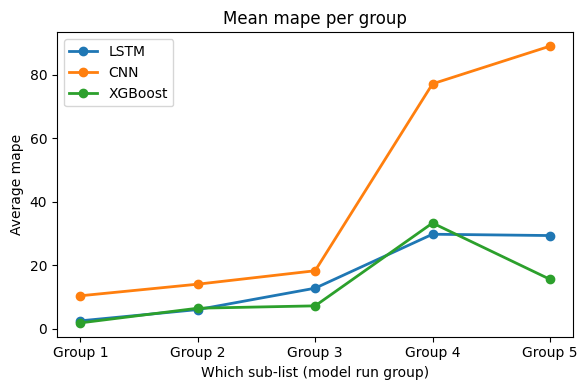 Mean mape per group
LSTM
CNN
XGBoost
Average mape
80
60
40
20
0
Group 1 Group 2 Group 3 Group 4 Group 5
Which sub-list (model run group)